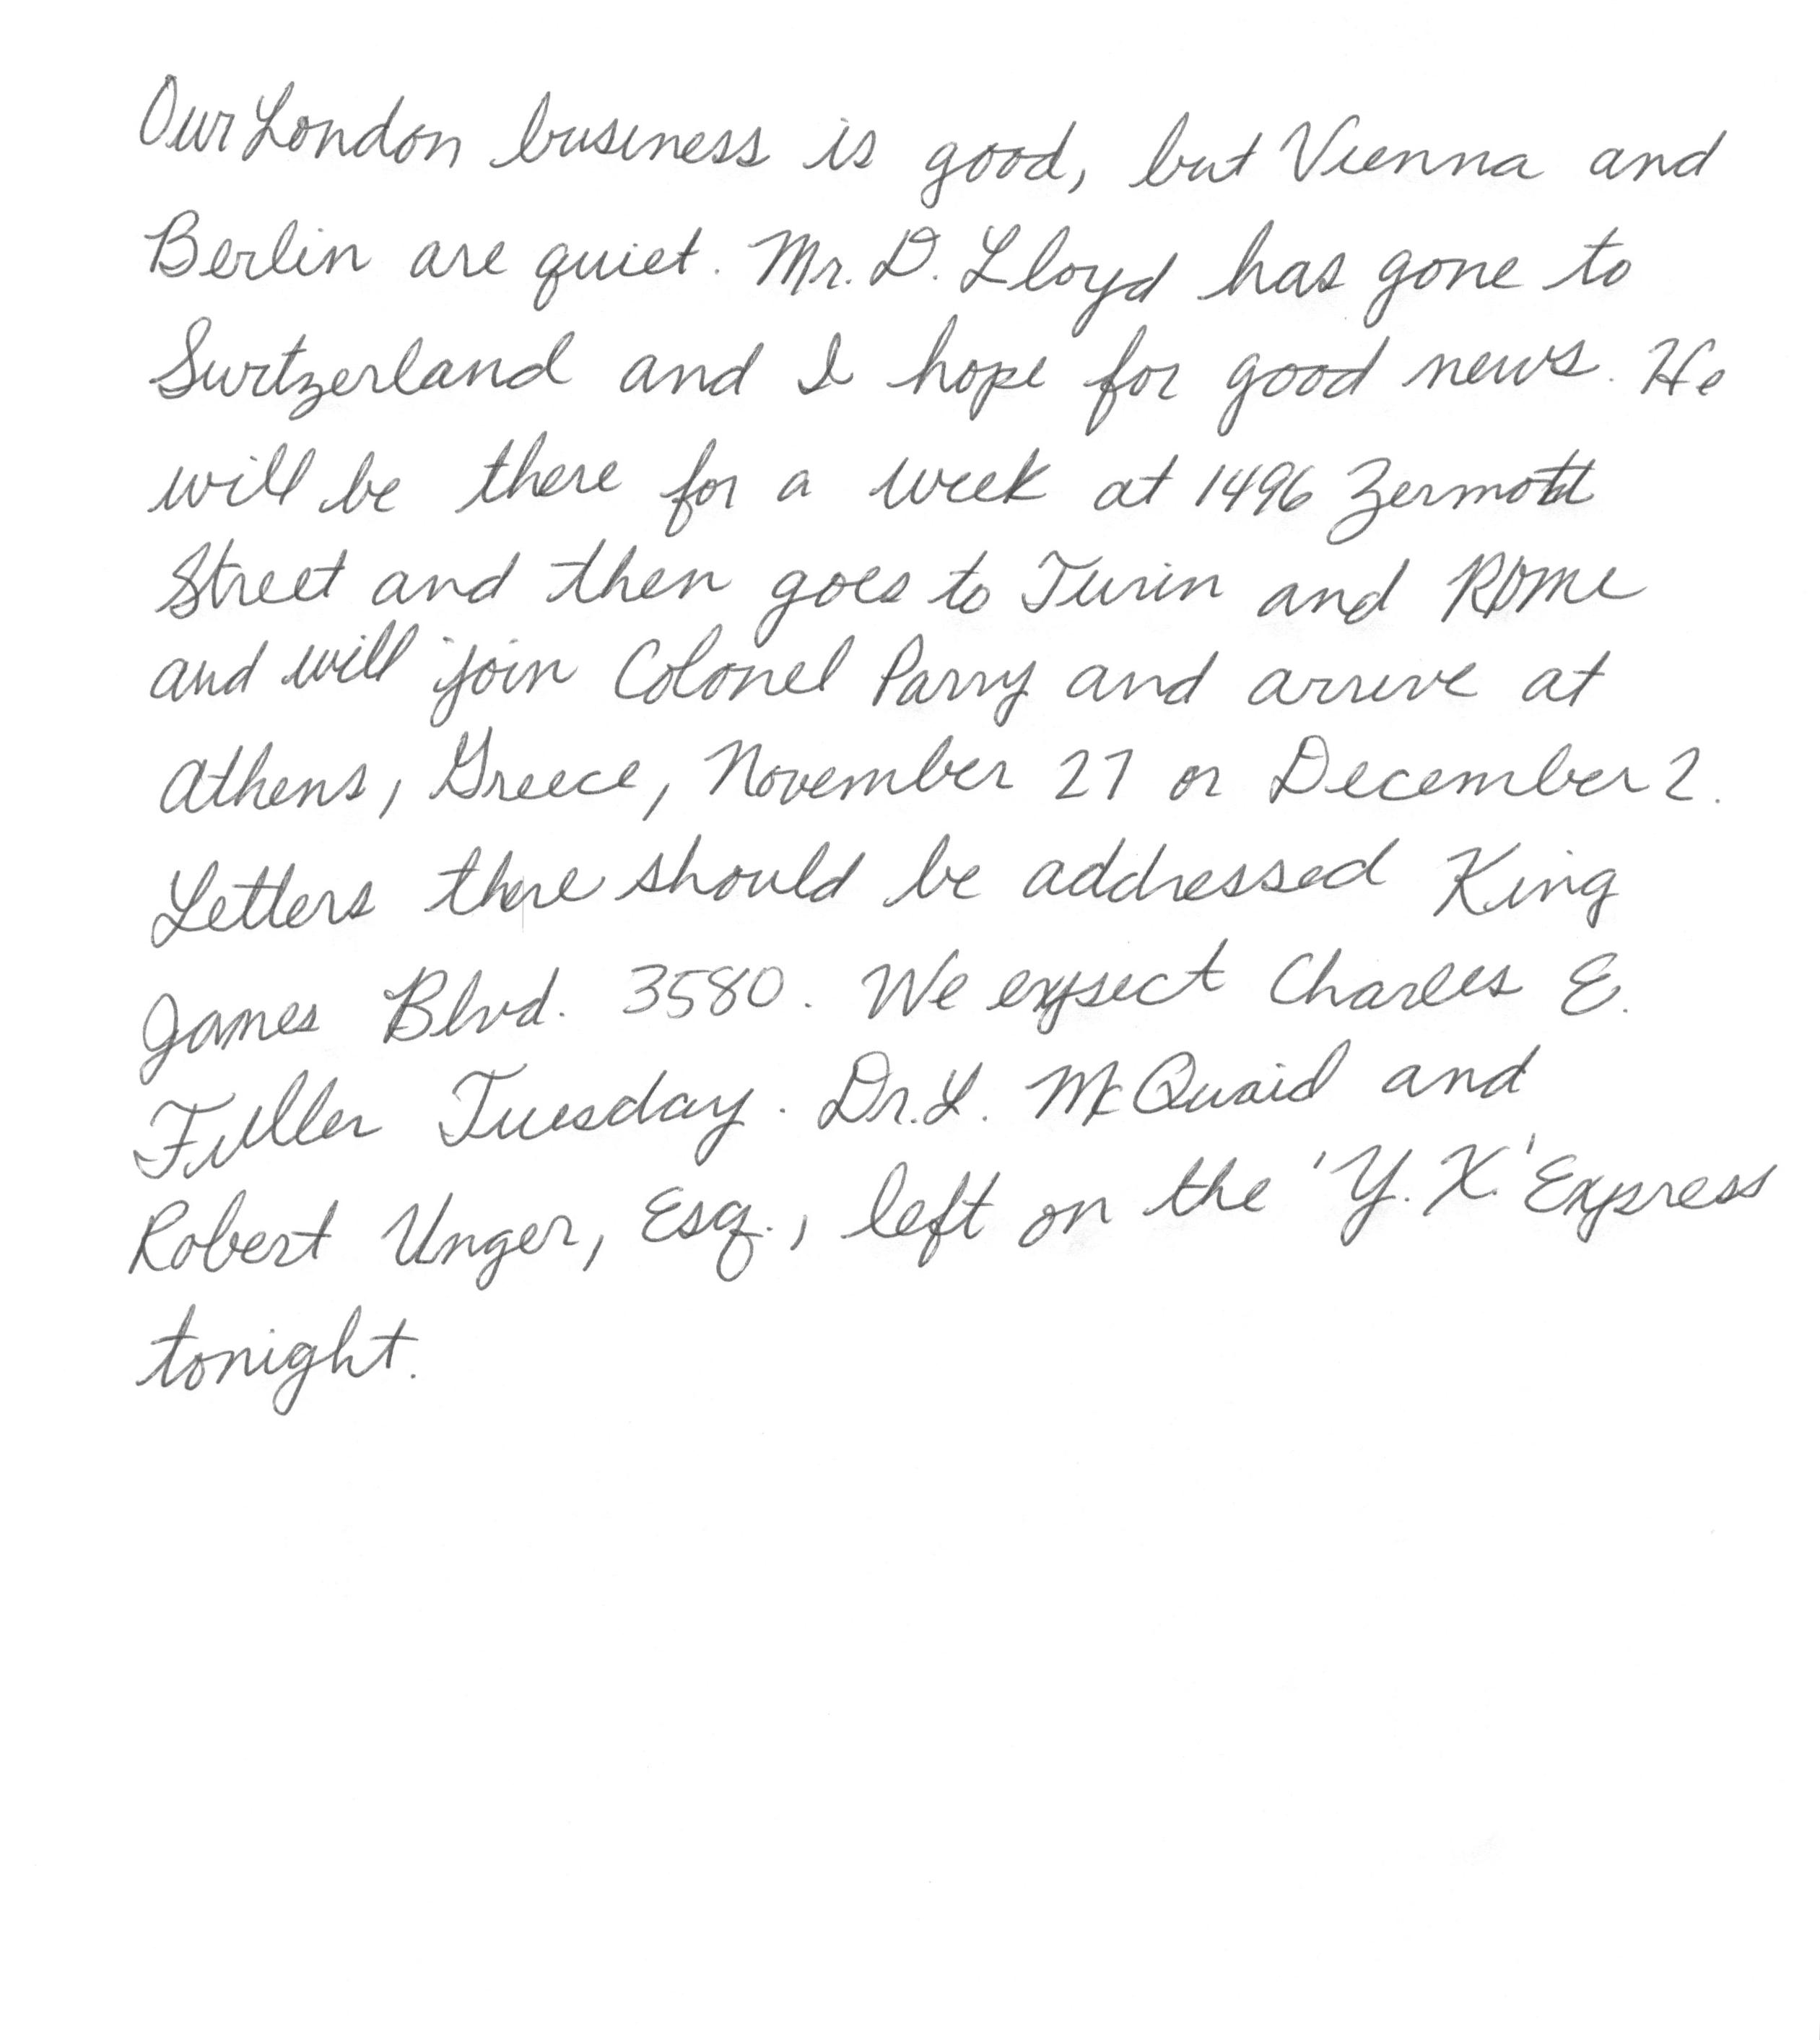 Our London business is good, but Vienna and
Berlin are quiet. Mr. D. Lloyd has gone to
Switzerland and I hope for good news. He
will be there for a week at 1496 Zermott
Street and then goes to Turin and Rome
and will join Colonel Parry and arrive at
Athens, Greece, November 27 or December 2.
Letters there should be addressed King
James Blvd. 3580. We expect Charles E.
Fuller Tuesday. Dr. L. McQuaid and
Robert Unger, Esq., left on the 'Y. X.' Express
tonight.